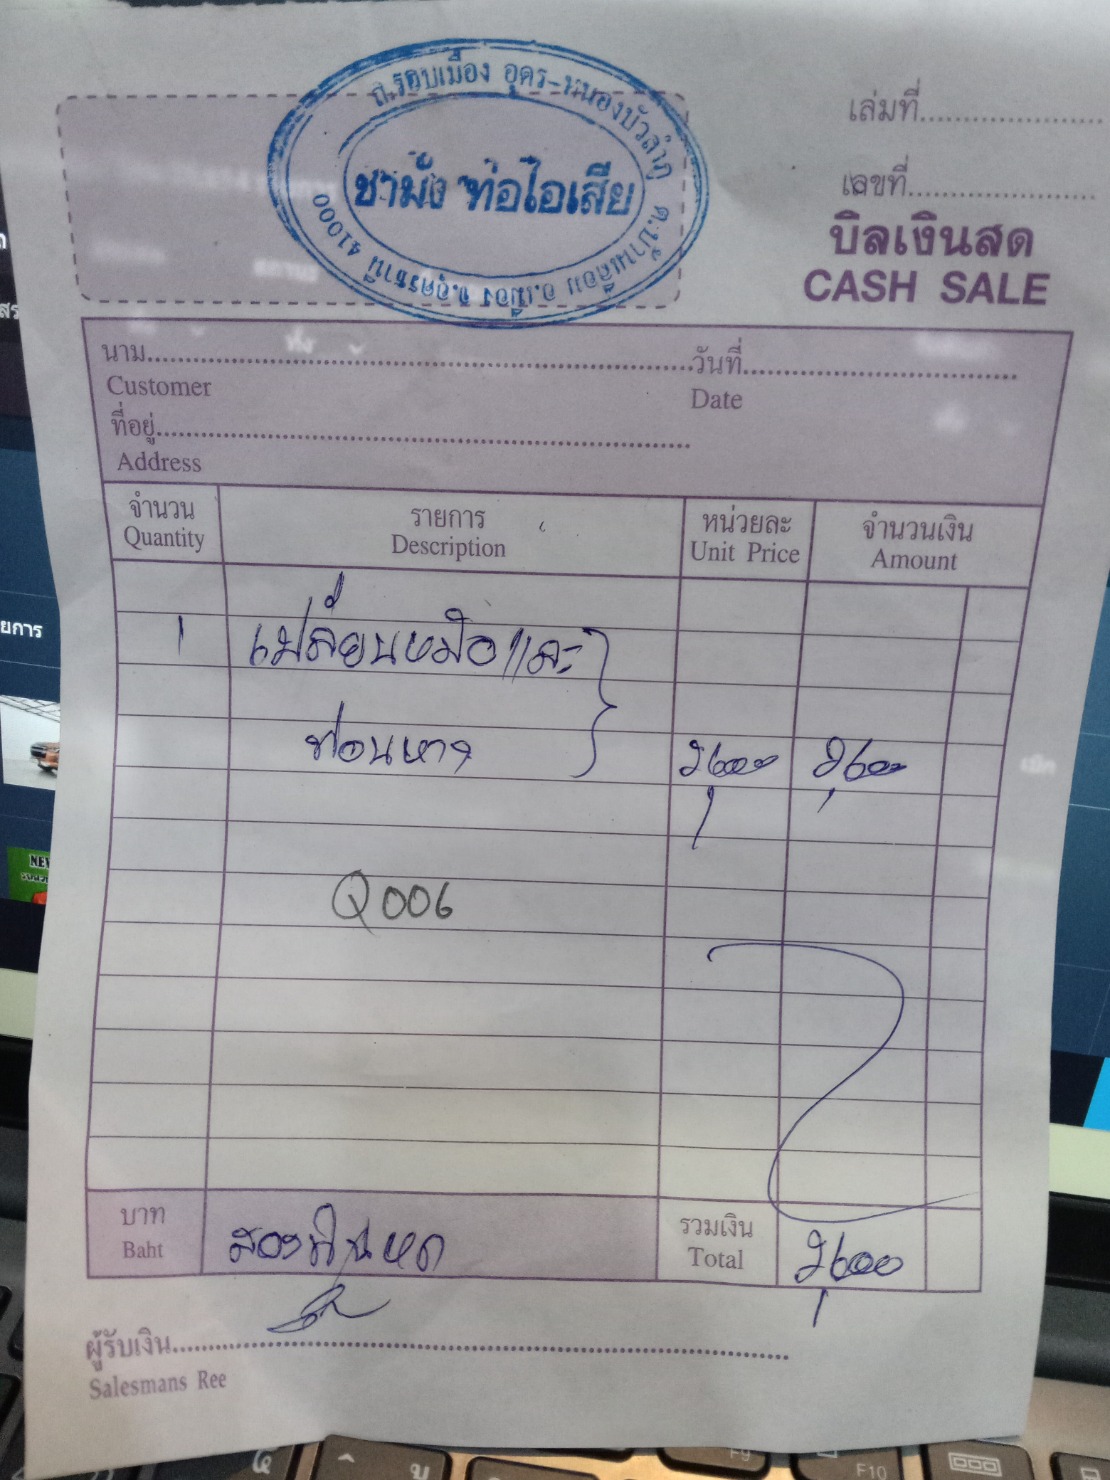 ถ.รอบเมือง อุดร-หนองบัวลำภู ต.บ้านเลื่อม อ.เมือง จ.อุดรธานี 41000
ชามัง ท่อไอเสีย
เล่มที่
เลขที่
บิลเงินสด
CASH SALE
นาม วันที่
Customer Date
ที่อยู่
Address
จำนวน รายการ หน่วยละ จำนวนเงิน
Quantity Description Unit Price Amount
1 เปลี่ยนหม้อและ
ท่อนหาง 2600 2600
Q006
บาท รวมเงิน
Baht สองพันหก Total 2600
ผู้รับเงิน
Salesmans Ree
ยการ
NEW
F9
F10